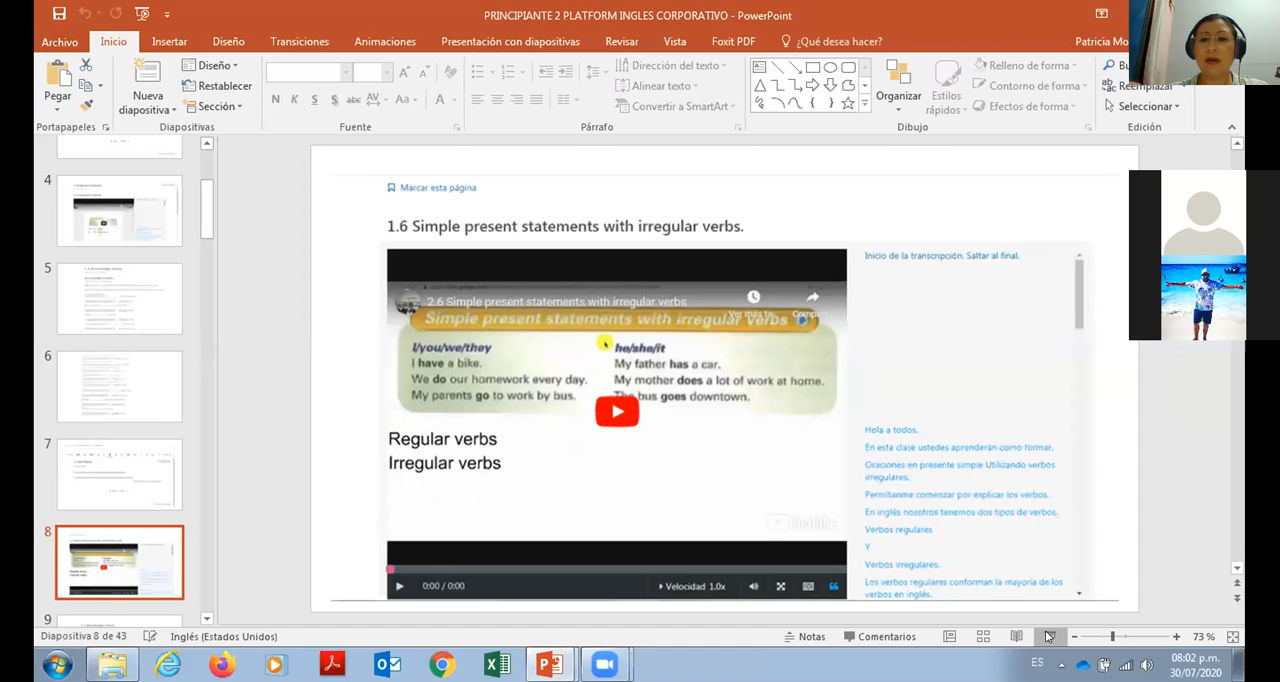 PRINCIPIANTE 2 PLATFORM INGLES CORPORATIVO - PowerPoint
Archivo Inicio Insertar Diseño Transiciones Animaciones Presentación con diapositivas Revisar Vista Foxit PDF ¿Qué desea hacer? Patricia Mo
Pegar
Nueva diapositiva
Diseño
Restablecer
Sección
N K S S abc AV Aa A
Dirección del texto
Alinear texto
Convertir a SmartArt
Organizar
Estilos rápidos
Relleno de forma
Contorno de forma
Efectos de forma
Reemplazar
Seleccionar
Portapapeles Diapositivas Fuente Párrafo Dibujo Edición
4
5
6
7
8
9
Marcar esta página
1.6 Simple present statements with irregular verbs.
2.6 Simple present statements with irregular verbs
Simple present statements with irregular verbs
I/you/we/they he/she/it
I have a bike. My father has a car.
We do our homework every day. My mother does a lot of work at home.
My parents go to work by bus. The bus goes downtown.
Regular verbs
Irregular verbs
YouTube
0:00 / 0:00 Velocidad 1.0x
Inicio de la transcripción. Saltar al final.
Hola a todos.
En esta clase ustedes aprenderán como formar.
Oraciones en presente simple Utilizando verbos
irregulares.
Permítanme comenzar por explicar los verbos.
En inglés nosotros tenemos dos tipos de verbos.
Verbos regulares
Y
Verbos irregulares.
Los verbos regulares conforman la mayoría de los
verbos en inglés.
Diapositiva 8 de 43 Inglés (Estados Unidos) Notas Comentarios 73 %
ES 08:02 p.m.
30/07/2020